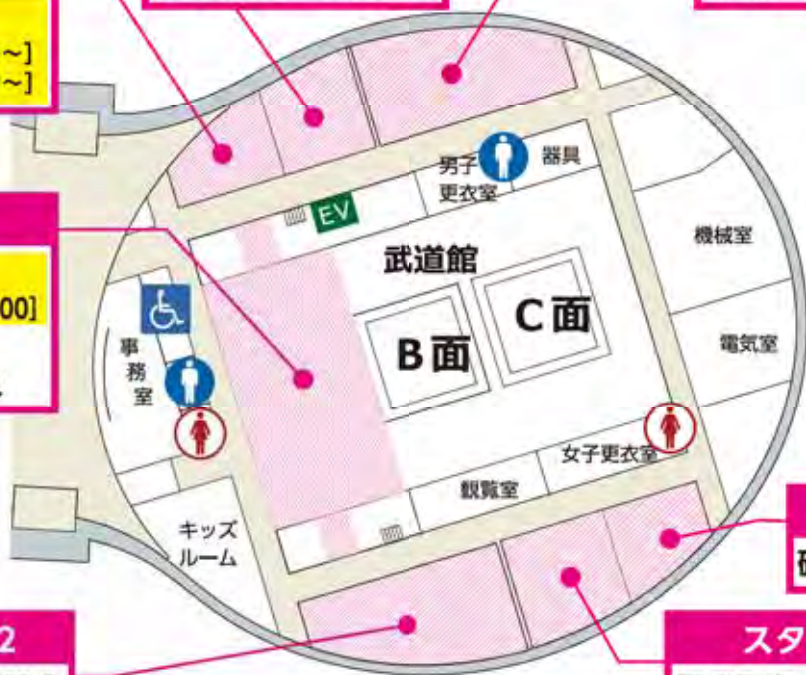 ～]
～]
男子
更衣室
器具
EV
武道館
機械室
00]
C面
B面
電気室
事
務
室
女子更衣室
観覧室
キッズ
ルーム
2
スタ